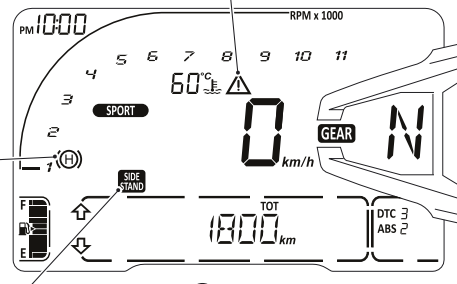 PM 10:00
RPM x 1000
1 2 3 4 5 6 7 8 9 10 11
60°C
SPORT
0 km/h
GEAR N
(H)
SIDE
STAND
F
E
TOT
1800 km
DTC 3
ABS 2